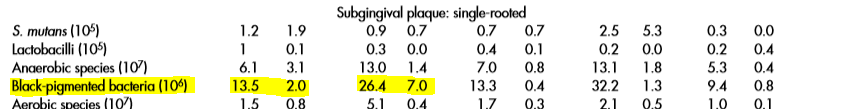 Subgingival plaque: single-rooted
S. mutans (10⁵) 1.2 1.9 0.9 0.7 0.7 0.7 2.5 5.3 0.3 0.0
Lactobacilli (10⁵) 1 0.1 0.3 0.0 0.4 0.1 0.2 0.0 0.2 0.4
Anaerobic species (10⁷) 6.1 3.1 13.0 1.4 7.0 0.8 13.1 1.8 5.3 0.4
Black-pigmented bacteria (10⁶) 13.5 2.0 26.4 7.0 13.3 0.4 32.2 1.3 9.4 0.8
Aerobic species (10⁷) 1.5 0.8 5.1 0.4 1.7 0.3 2.1 0.5 1.0 0.1